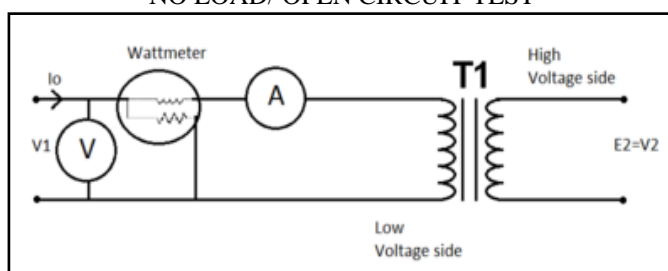 NO LOAD/ OPEN CIRCUIT TEST
Wattmeter
Io
A
T1
High
Voltage side
V1
V
E2=V2
Low
Voltage side